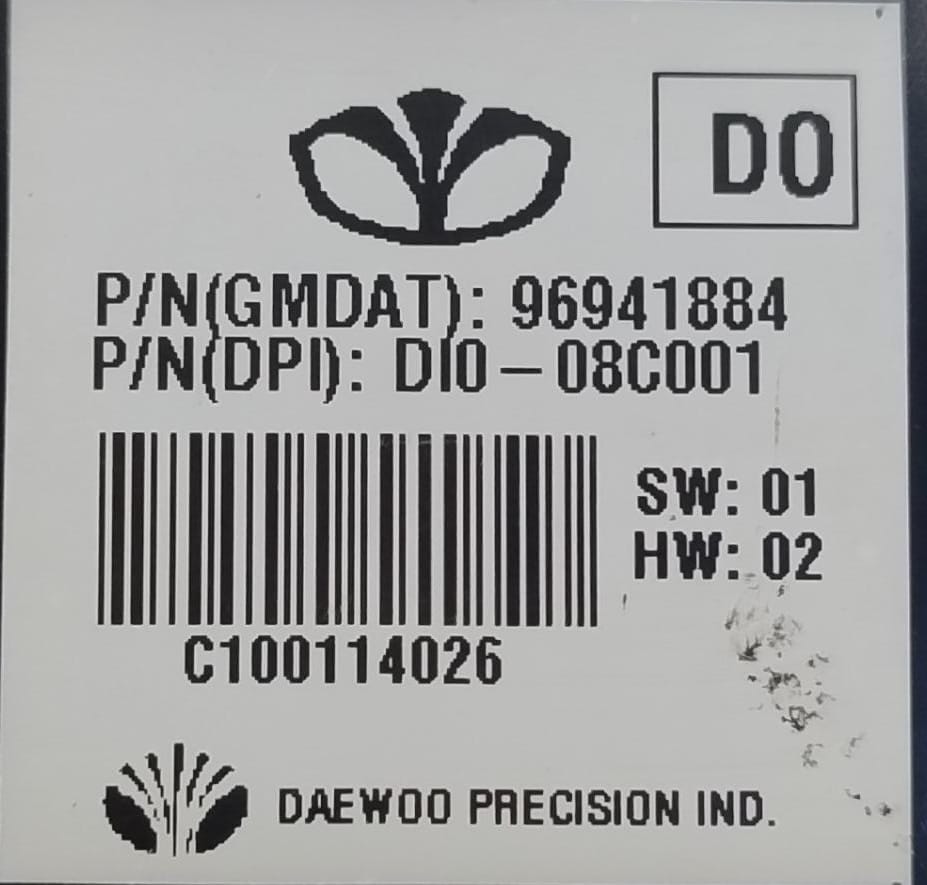 D0
P/N(GMDAT): 96941884
P/N(DPI): DI0-08C001
SW: 01
HW: 02
C100114026
DAEWOO PRECISION IND.